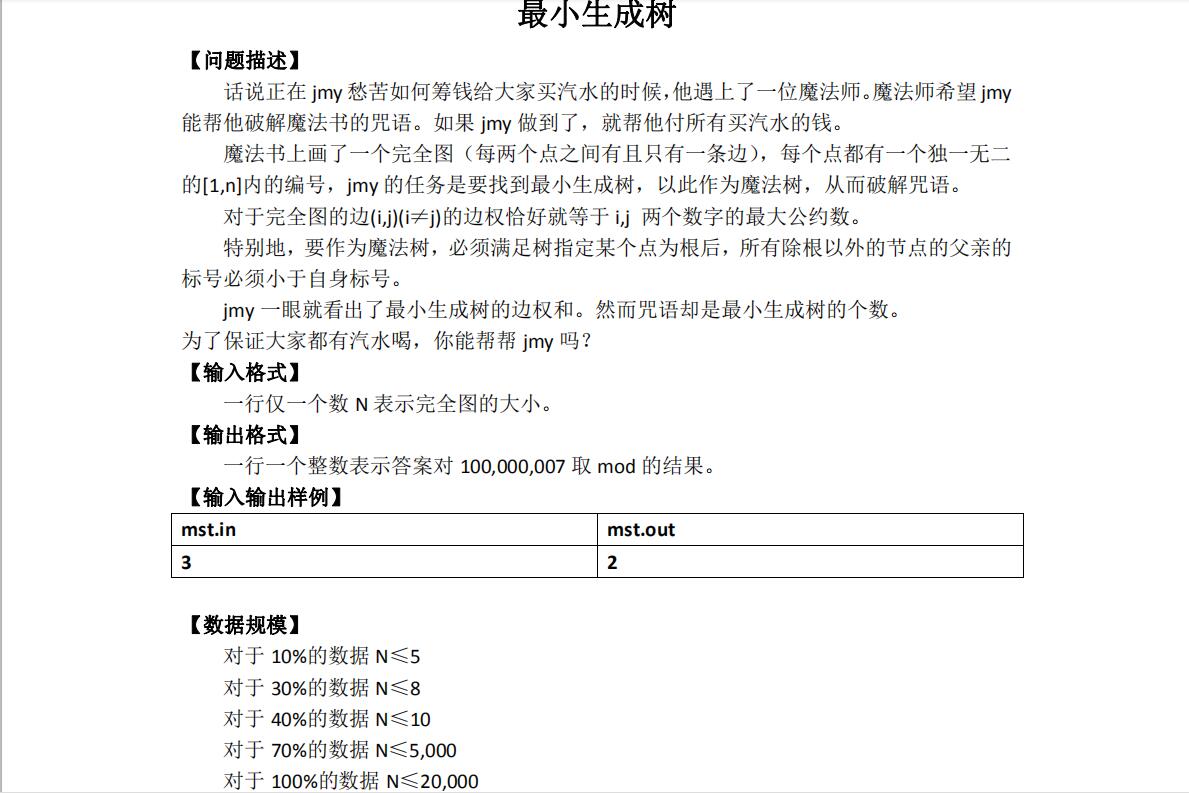 最小生成树
【问题描述】
话说正在 jmy 愁苦如何筹钱给大家买汽水的时候，他遇上了一位魔法师。魔法师希望 jmy
能帮他破解魔法书的咒语。如果 jmy 做到了，就帮他付所有买汽水的钱。
魔法书上画了一个完全图（每两个点之间有且只有一条边），每个点都有一个独一无二
的[1,n]内的编号，jmy 的任务是要找到最小生成树，以此作为魔法树，从而破解咒语。
对于完全图的边(i,j)(i≠j)的边权恰好就等于 i,j 两个数字的最大公约数。
特别地，要作为魔法树，必须满足树指定某个点为根后，所有除根以外的节点的父亲的
标号必须小于自身标号。
jmy 一眼就看出了最小生成树的边权和。然而咒语却是最小生成树的个数。
为了保证大家都有汽水喝，你能帮帮 jmy 吗？
【输入格式】
一行仅一个数 N 表示完全图的大小。
【输出格式】
一行一个整数表示答案对 100,000,007 取 mod 的结果。
【输入输出样例】
mst.in mst.out
3 2
【数据规模】
对于 10%的数据 N≤5
对于 30%的数据 N≤8
对于 40%的数据 N≤10
对于 70%的数据 N≤5,000
对于 100%的数据 N≤20,000